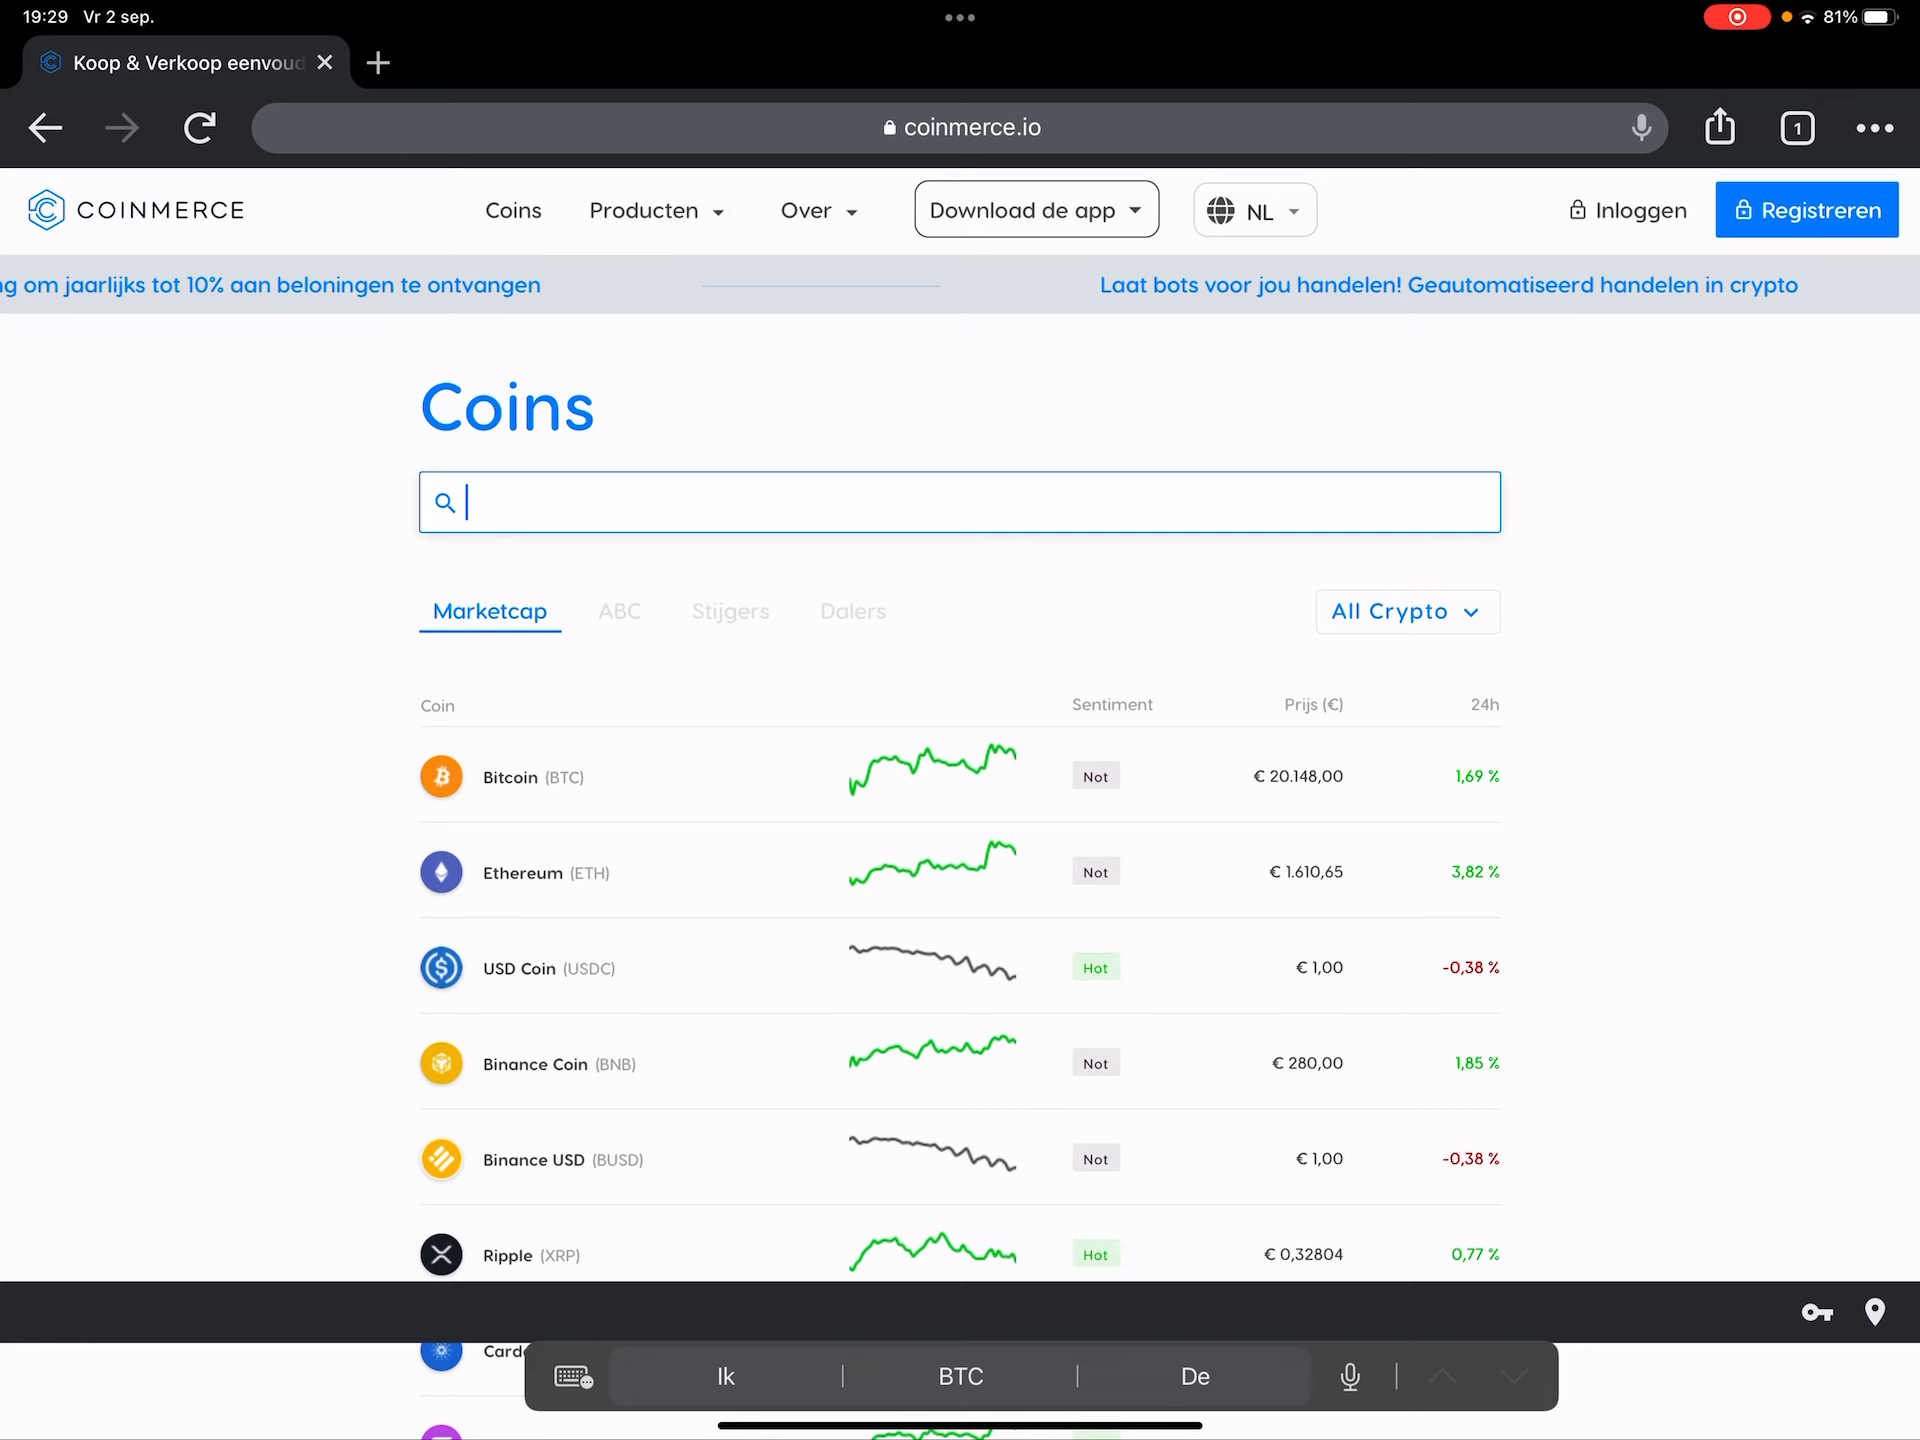 19:29 Vr 2 sep.
81%
Koop & Verkoop eenvoud
coinmerce.io
1
COINMERCE
Coins
Producten
Over
Download de app
NL
Inloggen
Registreren
ng om jaarlijks tot 10% aan beloningen te ontvangen
Laat bots voor jou handelen! Geautomatiseerd handelen in crypto
Coins
Marketcap
ABC
Stijgers
Dalers
All Crypto
Coin Sentiment Prijs (€) 24h
Bitcoin (BTC) Not € 20.148,00 1,69 %
Ethereum (ETH) Not € 1.610,65 3,82 %
USD Coin (USDC) Hot € 1,00 -0,38 %
Binance Coin (BNB) Not € 280,00 1,85 %
Binance USD (BUSD) Not € 1,00 -0,38 %
Ripple (XRP) Hot € 0,32804 0,77 %
Card
Ik
BTC
De